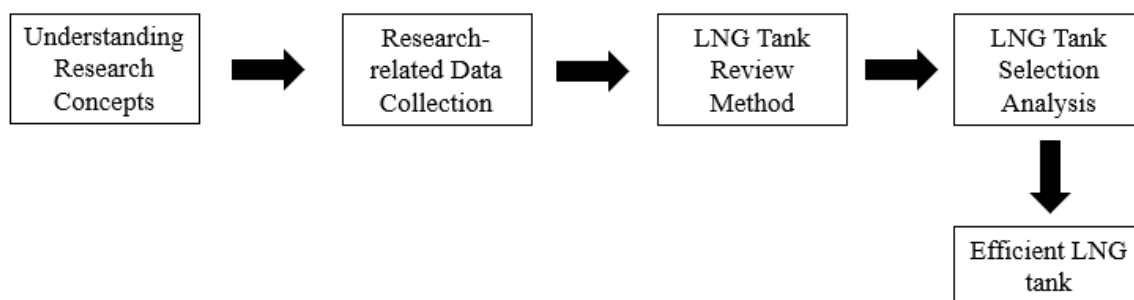 Understanding
Research
Concepts
Research-
related Data
Collection
LNG Tank
Review
Method
LNG Tank
Selection
Analysis
Efficient LNG
tank